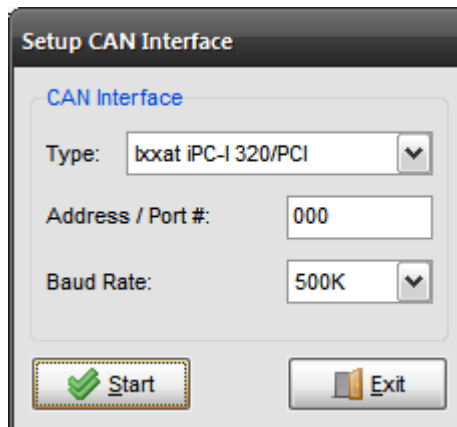 Setup CAN Interface
CAN Interface
Type: Ixxat iPC-I 320/PCI
Address / Port #: 000
Baud Rate: 500K
Start Exit